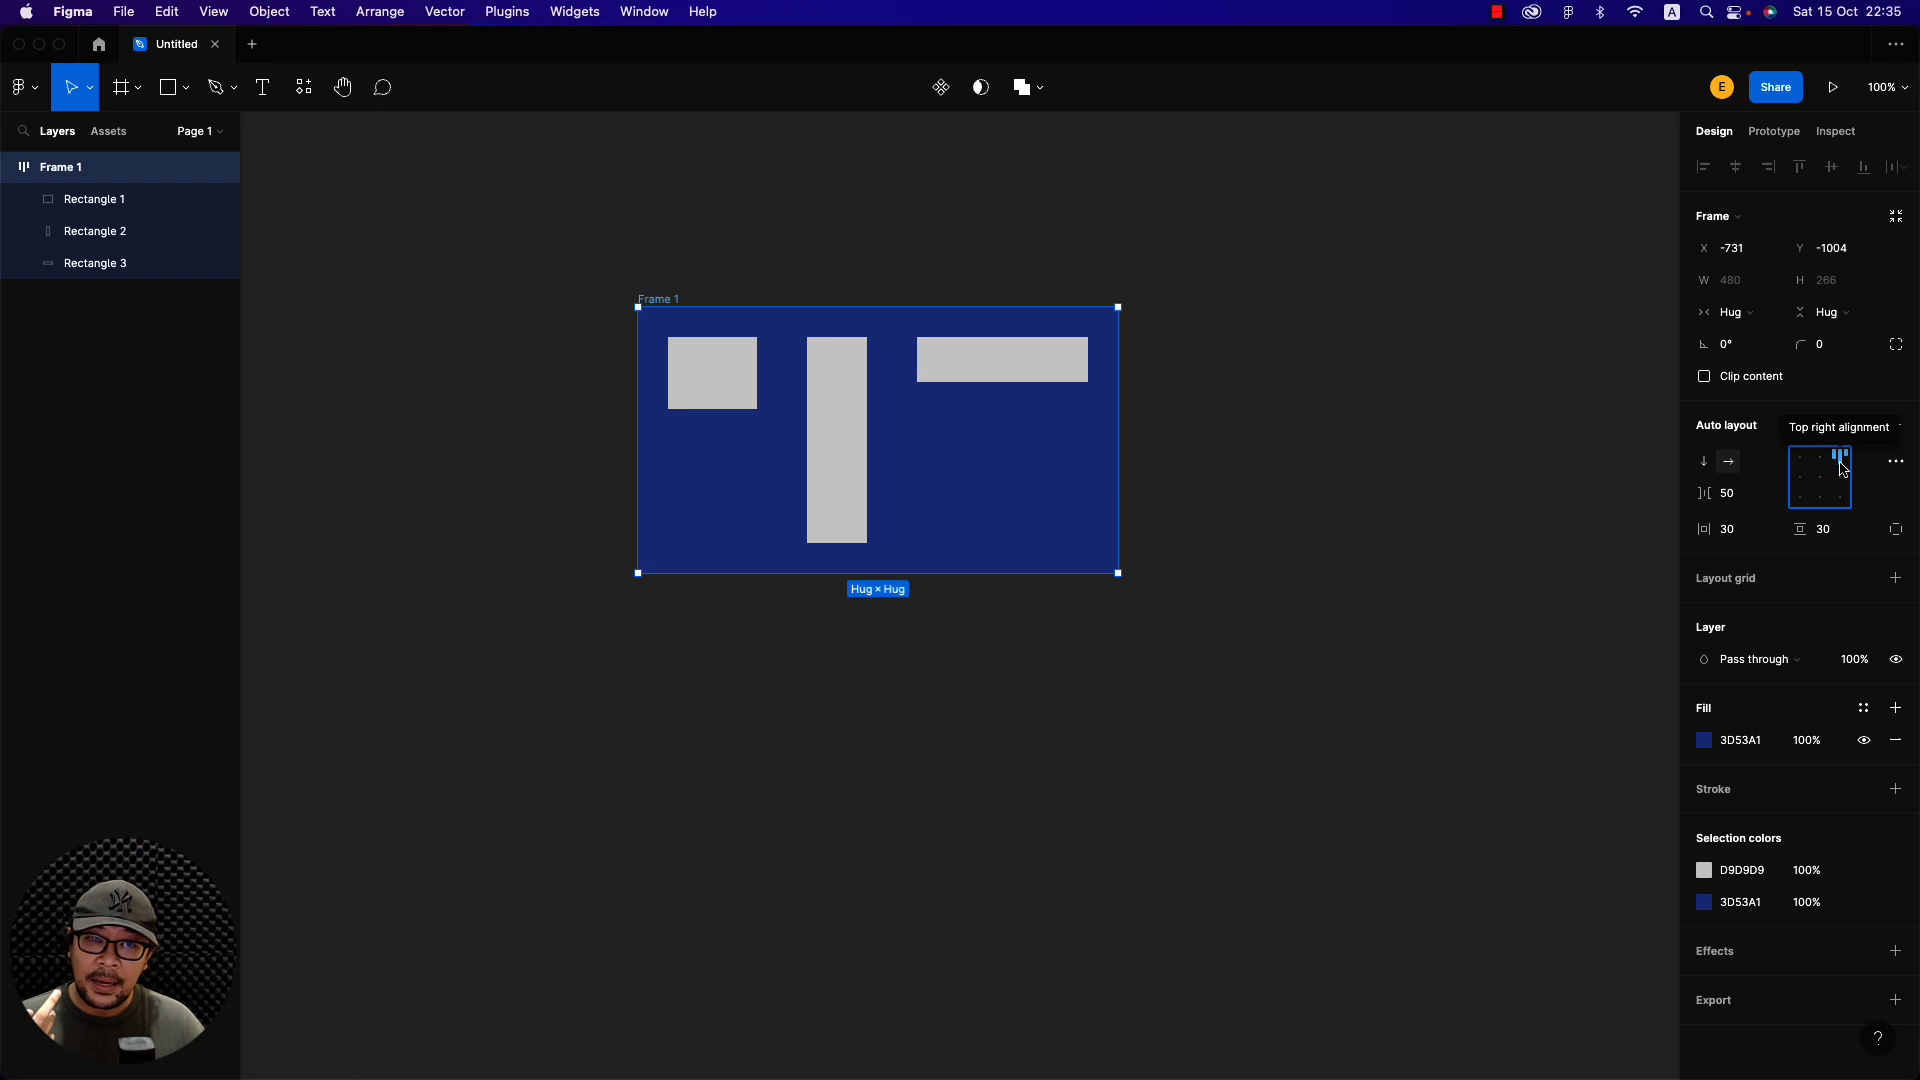 Figma File Edit View Object Text Arrange Vector Plugins Widgets Window Help A Sat 15 Oct 22:35
Untitled
E Share 100%
Layers Assets Page 1
Design Prototype Inspect
Frame 1
Rectangle 1
Rectangle 2
Rectangle 3
Frame 1
Hug × Hug
Frame
X -731 Y -1004
W 480 H 266
Hug Hug
0° 0
Clip content
Auto layout Top right alignment
50
30 30
Layout grid
Layer
Pass through 100%
Fill
3D53A1 100%
Stroke
Selection colors
D9D9D9 100%
3D53A1 100%
Effects
Export
?